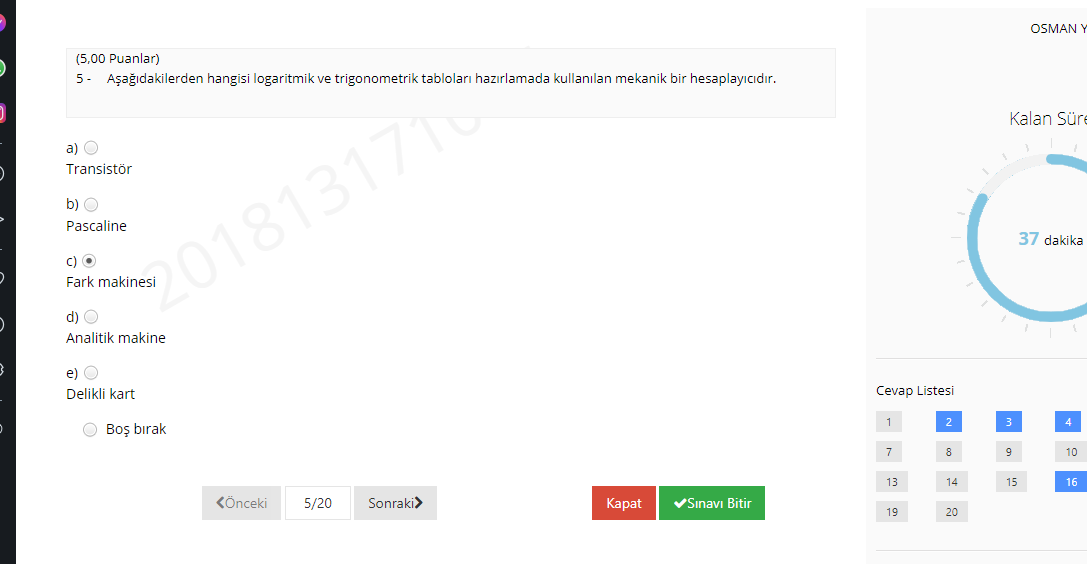 OSMAN Y
(5,00 Puanlar)
5 - Aşağıdakilerden hangisi logaritmik ve trigonometrik tabloları hazırlamada kullanılan mekanik bir hesaplayıcıdır.
a)
Transistör
b)
Pascaline
c)
Fark makinesi
d)
Analitik makine
e)
Delikli kart
Boş bırak
Önceki 5/20 Sonraki
Kapat Sınavı Bitir
Kalan Süre
37 dakika
Cevap Listesi
1 2 3 4
7 8 9 10
13 14 15 16
19 20